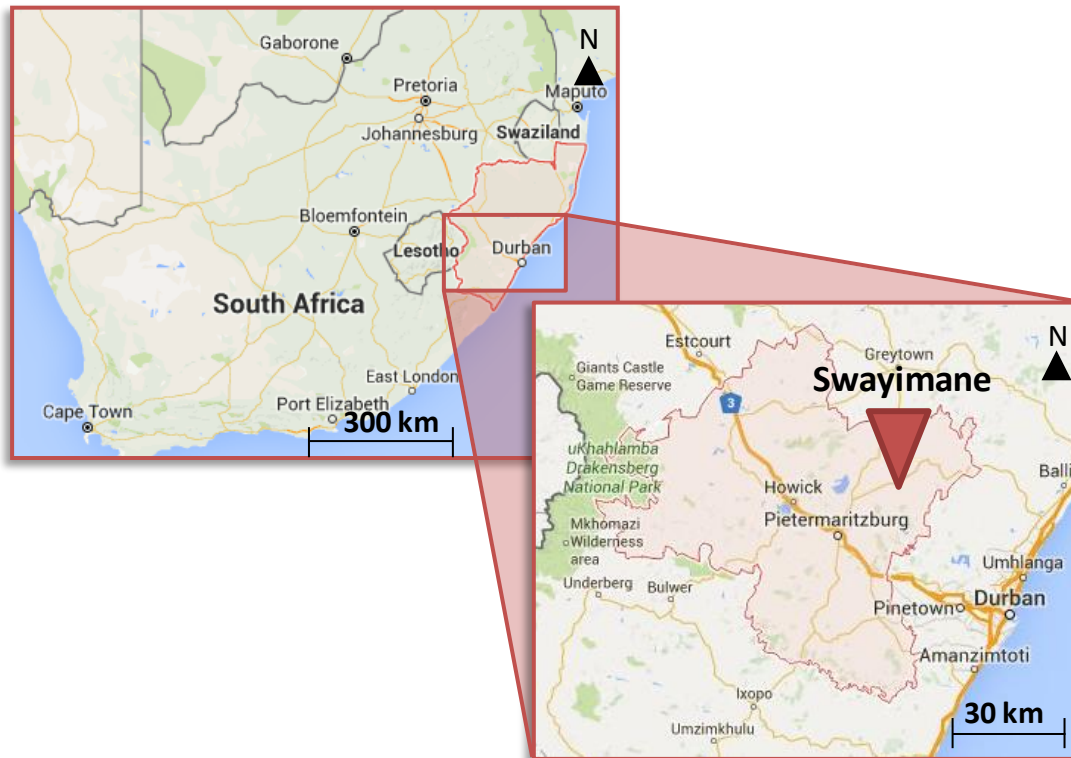 Gaborone
N
Pretoria
Maputo
Johannesburg
Swaziland
Bloemfontein
Lesotho
Durban
South Africa
East London
Port Elizabeth
Cape Town
300 km
Estcourt
Greytown
N
Giants Castle
Game Reserve
Swayimane
3
uKhahlamba
Drakensberg
National Park
Balli
Howick
Pietermaritzburg
Mkhomazi
Wilderness
area
Umhlanga
Underberg
Bulwer
Pinetown
Durban
Amanzimtoti
Ixopo
30 km
Umzimkhulu